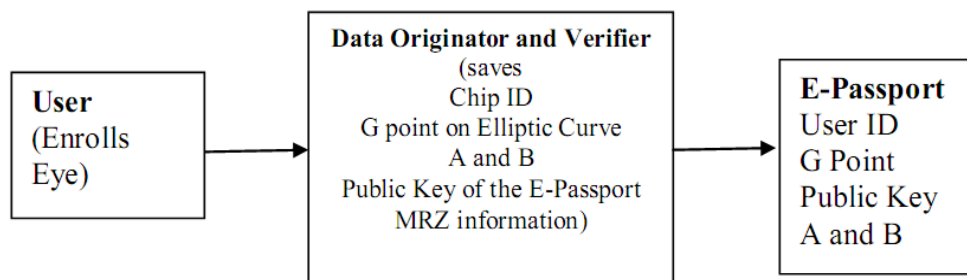 User
(Enrolls
Eye)
Data Originator and Verifier
(saves
Chip ID
G point on Elliptic Curve
A and B
Public Key of the E-Passport
MRZ information)
E-Passport
User ID
G Point
Public Key
A and B